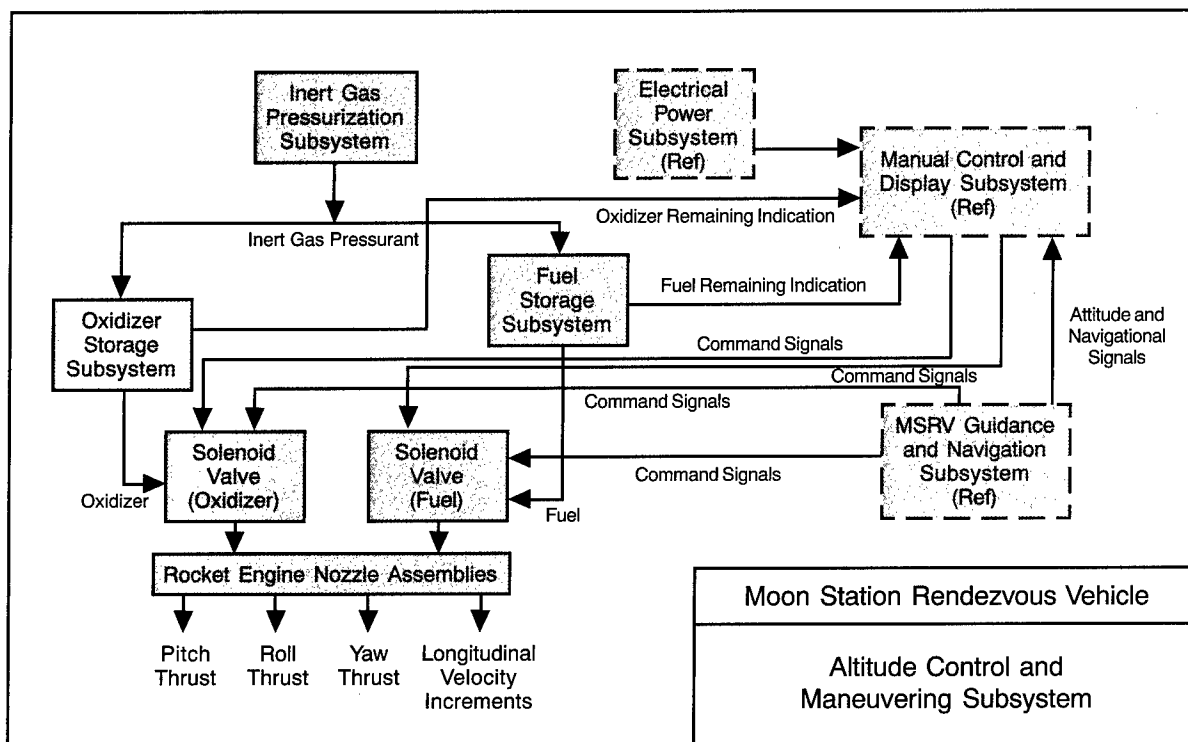 Inert Gas
Pressurization
Subsystem
Electrical
Power
Subsystem
(Ref)
Manual Control and
Display Subsystem
(Ref)
Oxidizer Remaining Indication
Inert Gas Pressurant
Fuel
Storage
Subsystem
Fuel Remaining Indication
Oxidizer
Storage
Subsystem
Attitude and
Navigational
Signals
Command Signals
Command Signals
Command Signals
MSRV Guidance
and Navigation
Subsystem
(Ref)
Solenoid
Valve
(Oxidizer)
Solenoid
Valve
(Fuel)
Command Signals
Oxidizer
Fuel
Rocket Engine Nozzle Assemblies
Pitch
Thrust
Roll
Thrust
Yaw
Thrust
Longitudinal
Velocity
Increments
Moon Station Rendezvous Vehicle
Altitude Control and
Maneuvering Subsystem